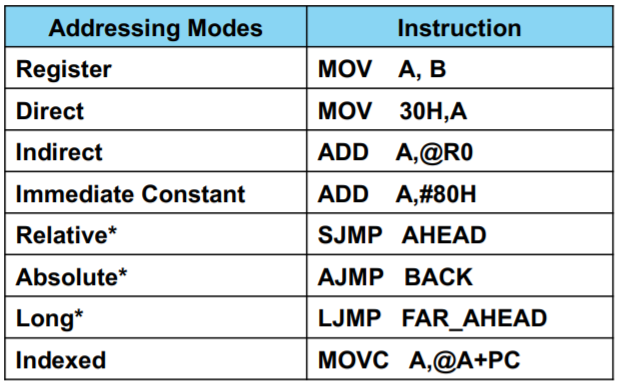 Addressing Modes Instruction
Register MOV A, B
Direct MOV 30H,A
Indirect ADD A,@R0
Immediate Constant ADD A,#80H
Relative* SJMP AHEAD
Absolute* AJMP BACK
Long* LJMP FAR_AHEAD
Indexed MOVC A,@A+PC